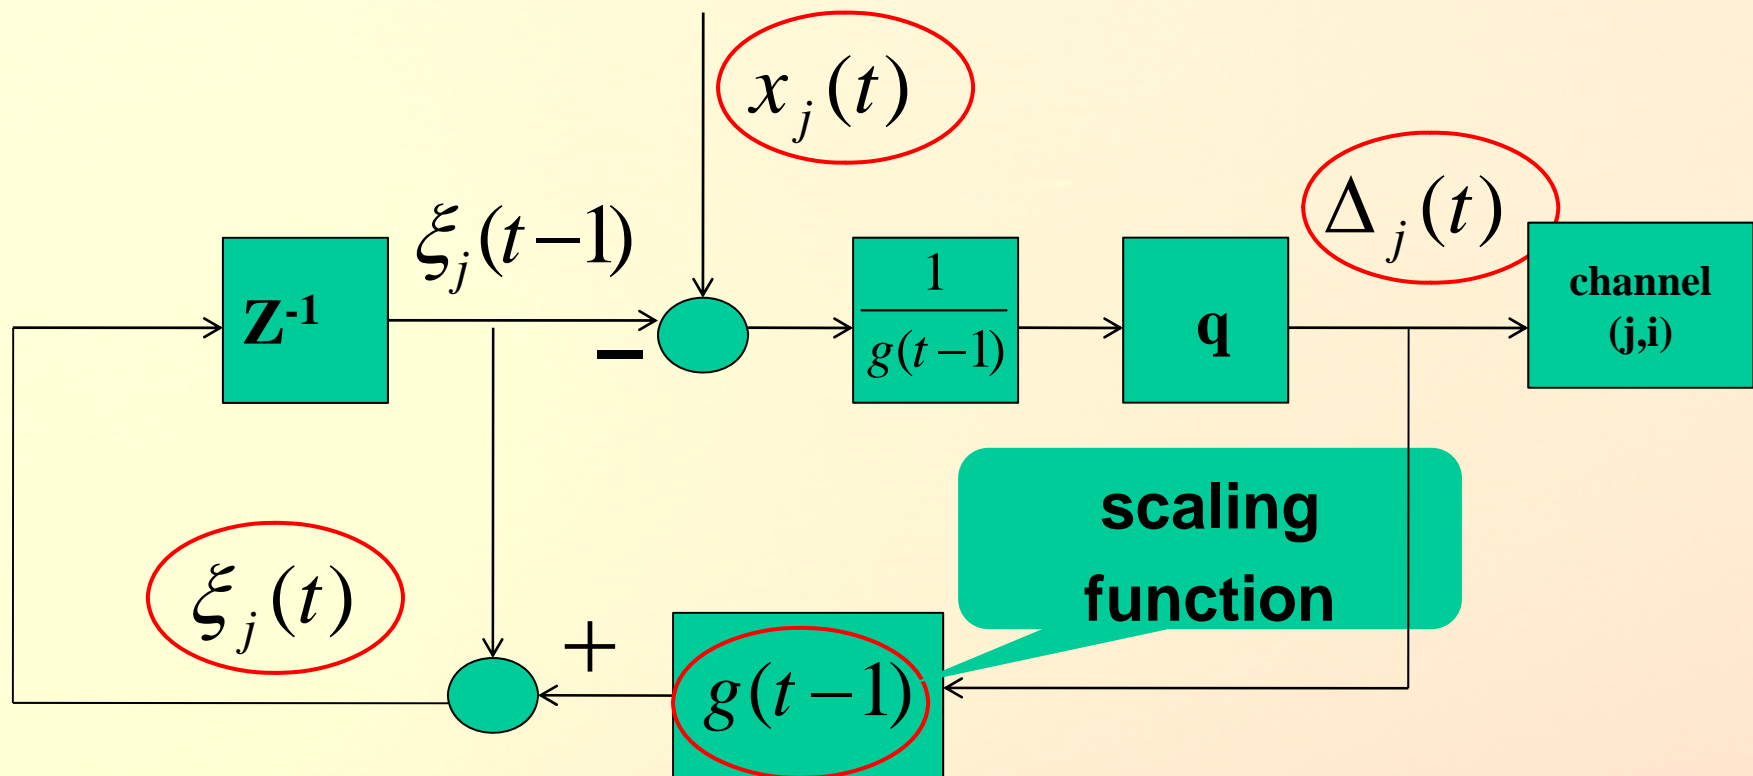 x_j(t)
Δ_j(t)
ξ_j(t−1)
Z^-1
−
1
g(t−1)
q
channel
(j,i)
scaling
function
ξ_j(t)
+
g(t−1)